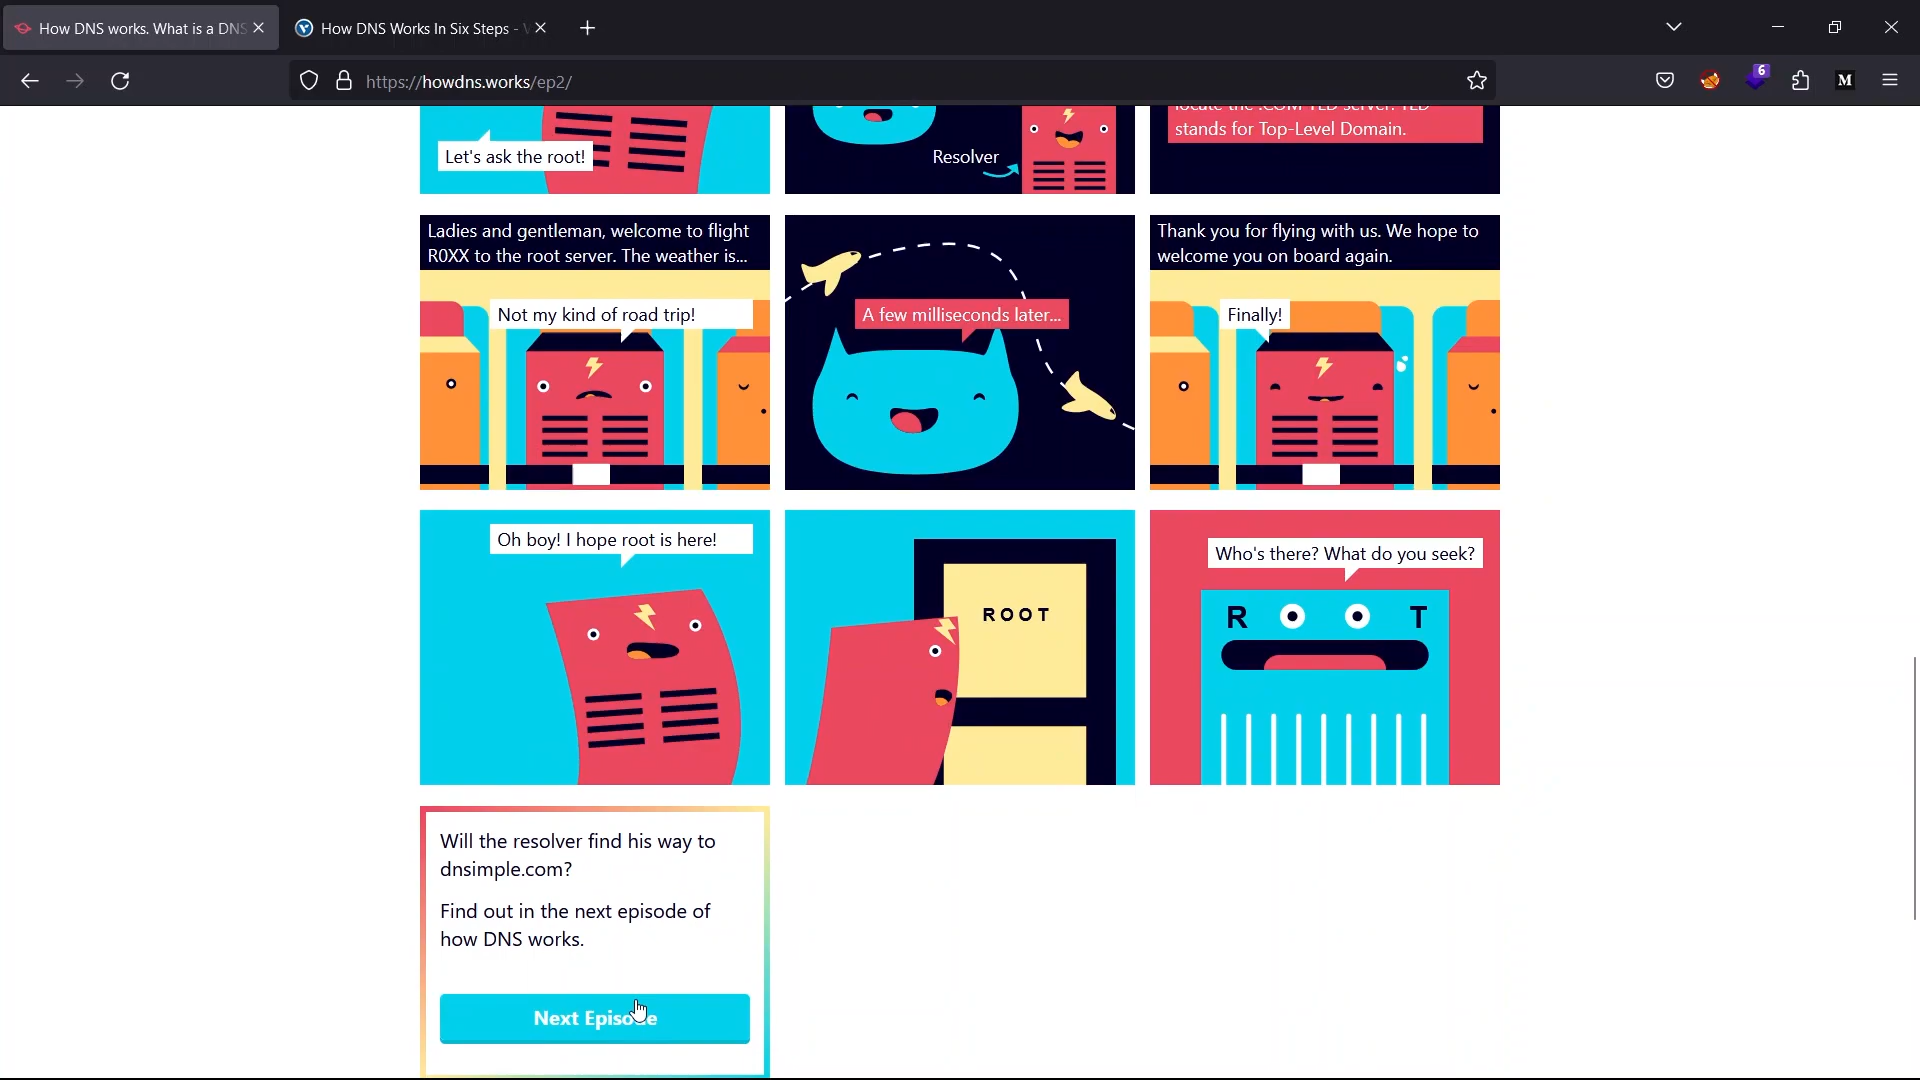 How DNS works. What is a DNS
How DNS Works In Six Steps -
https://howdns.works/ep2/
6
M
Let's ask the root!
Resolver
stands for Top-Level Domain.
Ladies and gentleman, welcome to flight
R0XX to the root server. The weather is...
Not my kind of road trip!
A few milliseconds later...
Thank you for flying with us. We hope to
welcome you on board again.
Finally!
Oh boy! I hope root is here!
ROOT
Who's there? What do you seek?
R T
Will the resolver find his way to
dnsimple.com?
Find out in the next episode of
how DNS works.
Next Episode